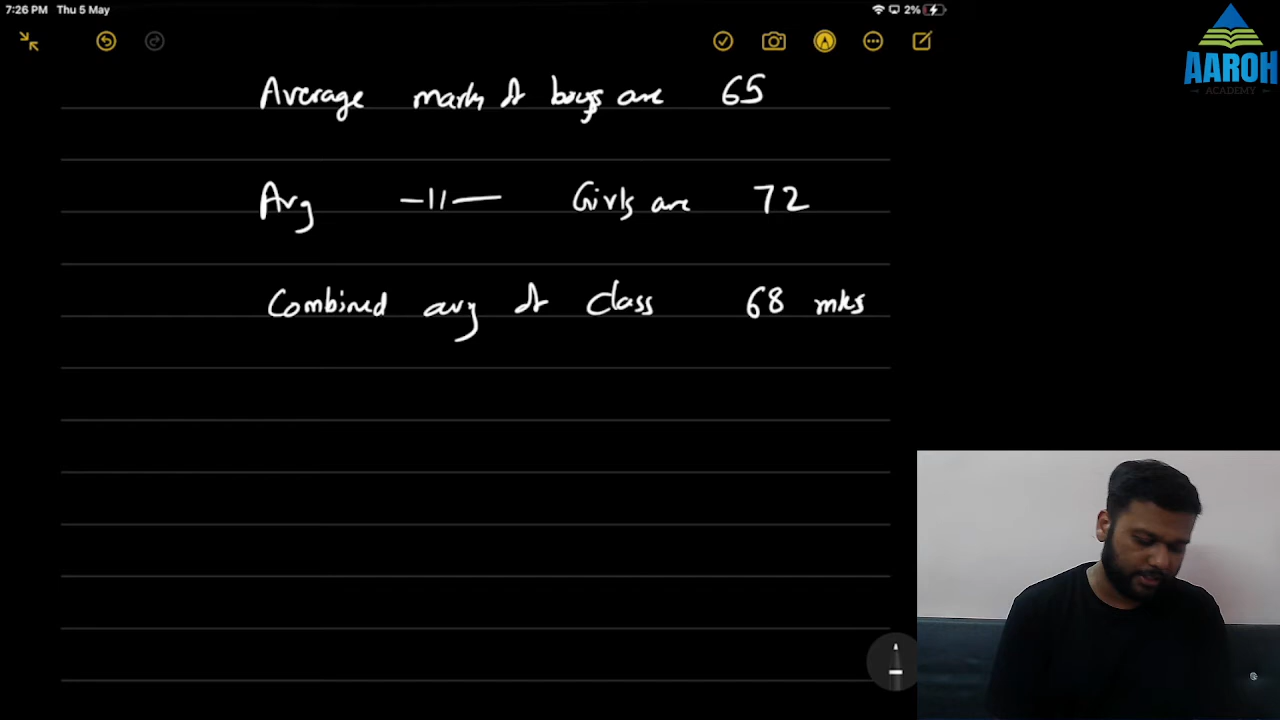 7:26 PM Thu 5 May
2%
AAROH
ACADEMY
Average marks of boys are 65
Avg —||— Girls are 72
Combined avg of class 68 mks